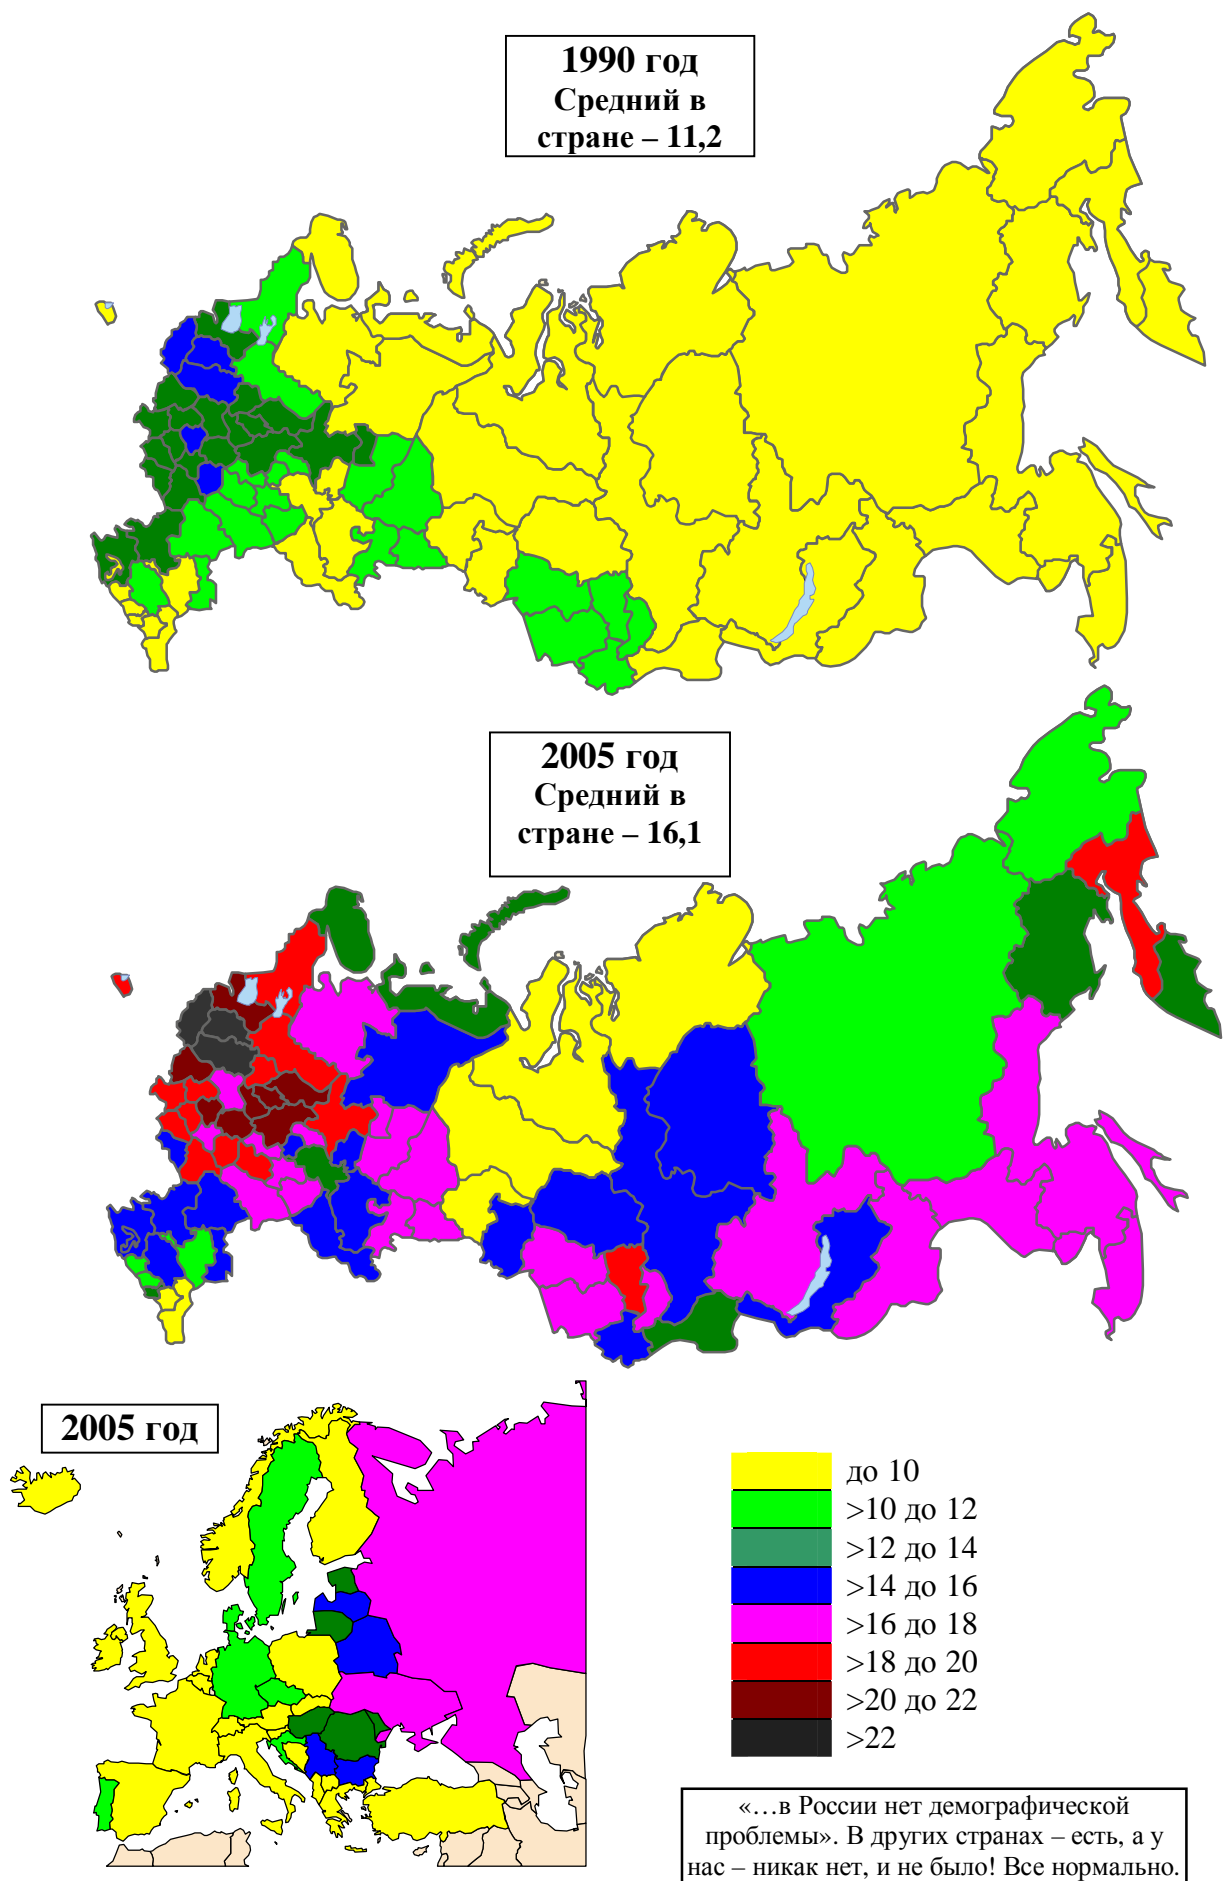 1990 год
Средний в
стране – 11,2
2005 год
Средний в
стране – 16,1
2005 год
до 10
>10 до 12
>12 до 14
>14 до 16
>16 до 18
>18 до 20
>20 до 22
>22
«…в России нет демографической
проблемы». В других странах – есть, а у
нас – никак нет, и не было! Все нормально.